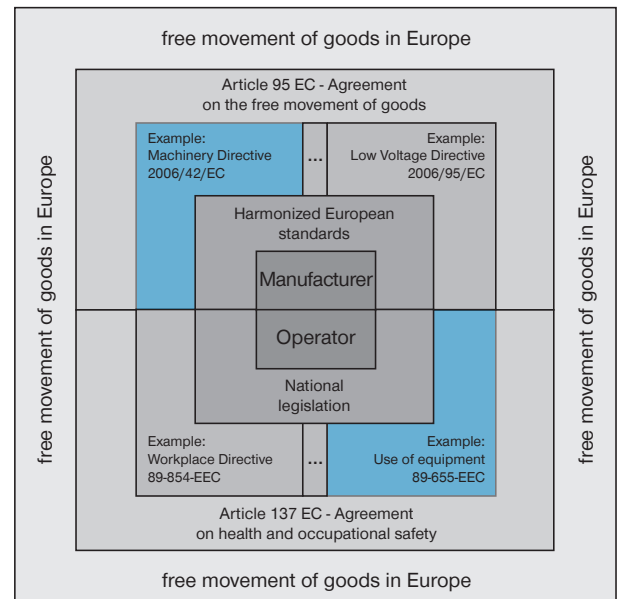 free movement of goods in Europe
Article 95 EC - Agreement
on the free movement of goods
Example:
Machinery Directive
2006/42/EC
...
Example:
Low Voltage Directive
2006/95/EC
Harmonized European
standards
Manufacturer
free movement of goods in Europe
free movement of goods in Europe
Operator
National
legislation
Example:
Workplace Directive
89-854-EEC
...
Example:
Use of equipment
89-655-EEC
Article 137 EC - Agreement
on health and occupational safety
free movement of goods in Europe